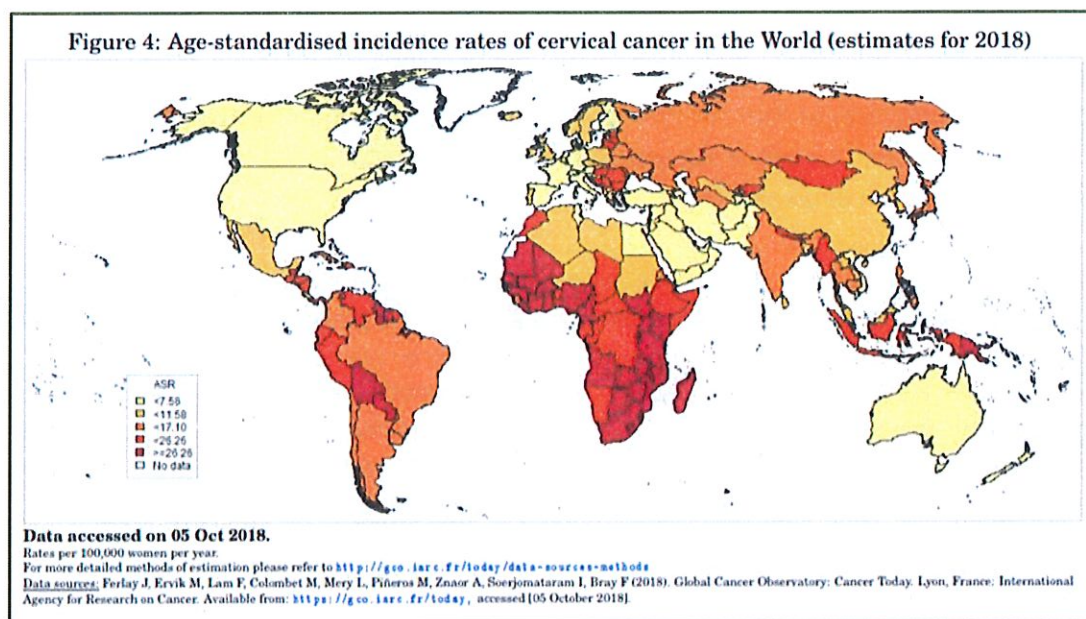 Figure 4: Age-standardised incidence rates of cervical cancer in the World (estimates for 2018)
ASR
<7.56
<11.58
<17.10
<26.26
>=26.26
No data
Data accessed on 05 Oct 2018.
Rates per 100,000 women per year.
For more detailed methods of estimation please refer to http://gco.iarc.fr/today/data-sources-methods
Data sources: Ferlay J, Ervik M, Lam F, Colombet M, Mery L, Piñeros M, Znaor A, Soerjomataram I, Bray F (2018). Global Cancer Observatory: Cancer Today. Lyon, France: International
Agency for Research on Cancer. Available from: https://gco.iarc.fr/today, accessed [05 October 2018].